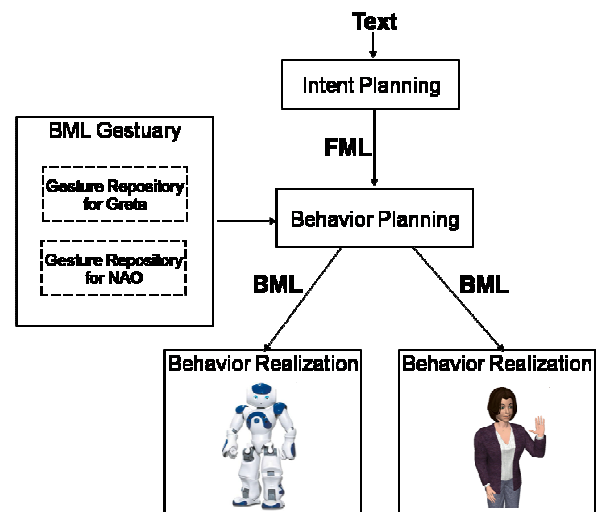 Text
Intent Planning
FML
BML Gestuary
Gesture Repository
for Greta
Gesture Repository
for NAO
Behavior Planning
BML
BML
Behavior Realization
Behavior Realization